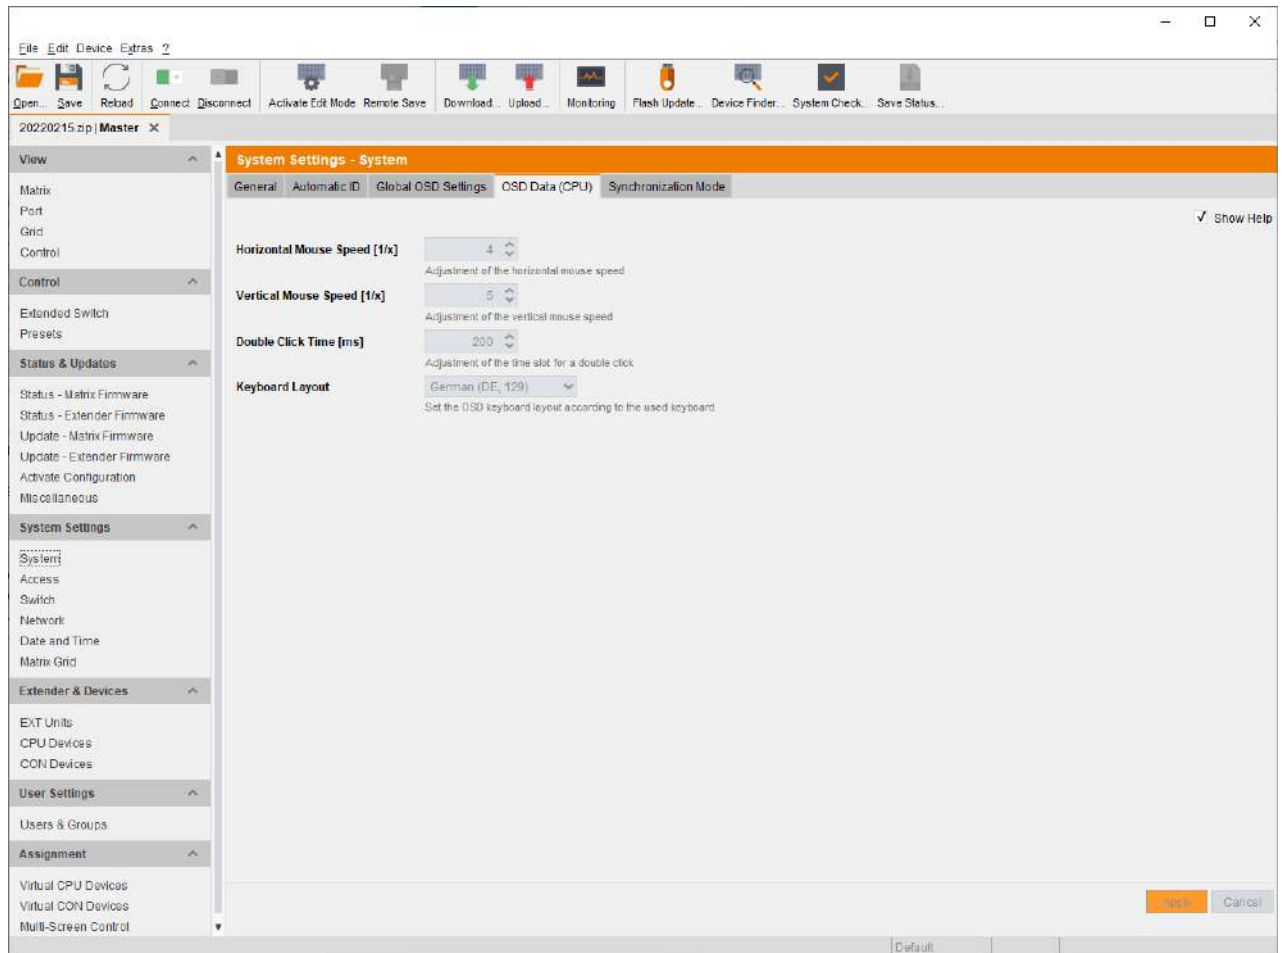 File Edit Device Extras ?
Open... Save Reload Connect Disconnect Activate Edit Mode Remote Save Download... Upload... Monitoring Flash Update... Device Finder... System Check... Save Status...
20220215.zip | Master
View
Matrix
Port
Grid
Control
Control
Extended Switch
Presets
Status & Updates
Status - Matrix Firmware
Status - Extender Firmware
Update - Matrix Firmware
Update - Extender Firmware
Activate Configuration
Miscellaneous
System Settings
System
Access
Switch
Network
Date and Time
Matrix Grid
Extender & Devices
EXT Units
CPU Devices
CON Devices
User Settings
Users & Groups
Assignment
Virtual CPU Devices
Virtual CON Devices
Multi-Screen Control
System Settings - System
General Automatic ID Global OSD Settings OSD Data (CPU) Synchronization Mode
Show Help
Horizontal Mouse Speed [1/x] 4
Adjustment of the horizontal mouse speed
Vertical Mouse Speed [1/x] 5
Adjustment of the vertical mouse speed
Double Click Time [ms] 200
Adjustment of the time slot for a double click
Keyboard Layout German (DE, 129)
Set the OSD keyboard layout according to the used keyboard
Apply Cancel
Default